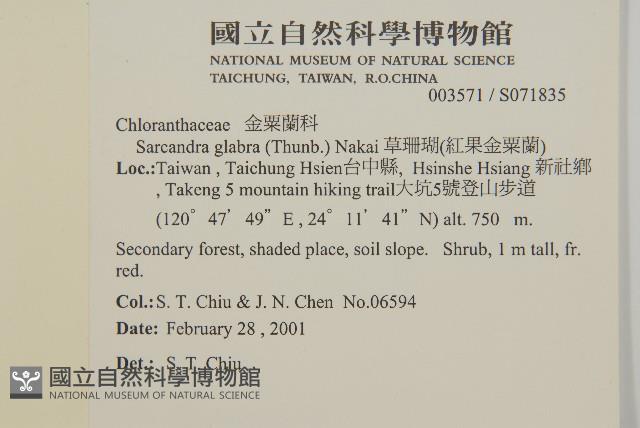 國立自然科學博物館
NATIONAL MUSEUM OF NATURAL SCIENCE
TAICHUNG, TAIWAN, R.O.CHINA
003571 / S071835
Chloranthaceae 金粟蘭科
Sarcandra glabra (Thunb.) Nakai 草珊瑚(紅果金粟蘭)
Loc.:Taiwan , Taichung Hsien台中縣, Hsinshe Hsiang 新社鄉
, Takeng 5 mountain hiking trail大坑5號登山步道
(120° 47’ 49” E , 24° 11’ 41” N) alt. 750 m.
Secondary forest, shaded place, soil slope. Shrub, 1 m tall, fr.
red.
Col.: S. T. Chiu & J. N. Chen No.06594
Date: February 28 , 2001
Det.: S. T. Chiu
國立自然科學博物館
NATIONAL MUSEUM OF NATURAL SCIENCE